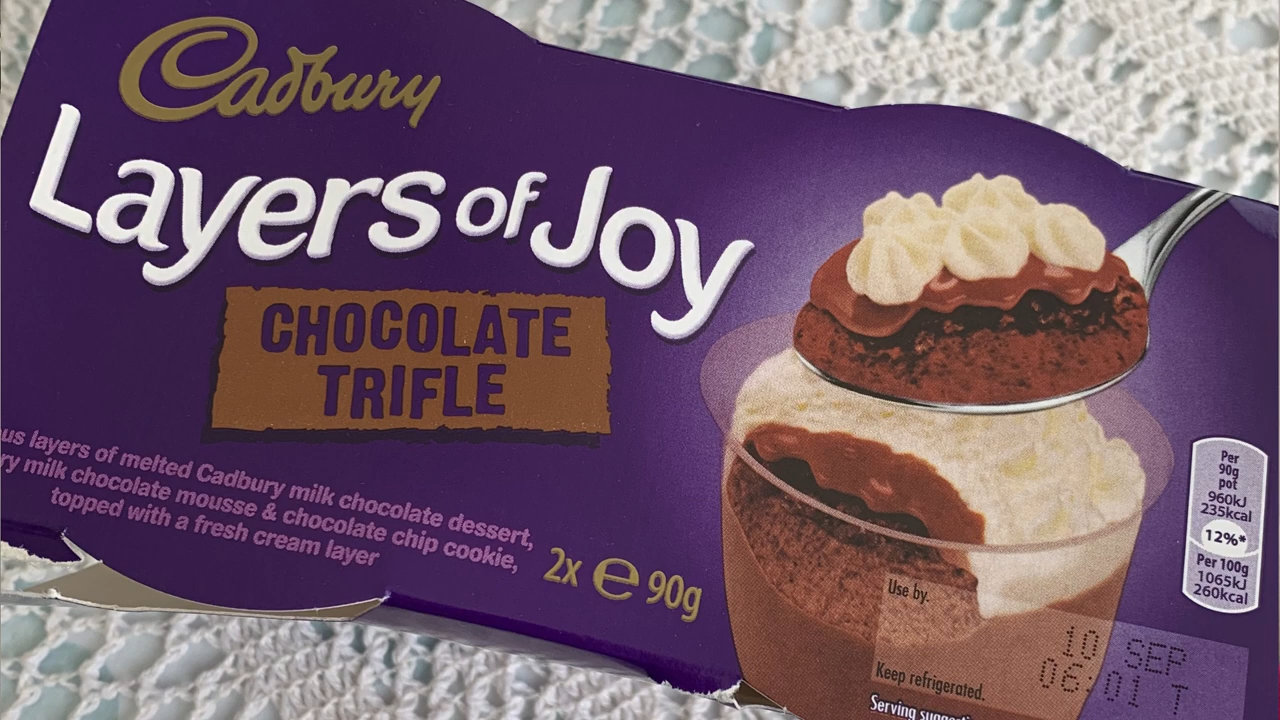 Cadbury
Layers of Joy
CHOCOLATE
TRIFLE
layers of melted Cadbury milk chocolate dessert,
milk chocolate mousse & chocolate chip cookie,
topped with a fresh cream layer
2x ℮ 90g
Per
90g
pot
960kJ
235kcal
12%*
Per 100g
1065kJ
260kcal
Use by.
10 SEP
06:01 T
Keep refrigerated.
Serving